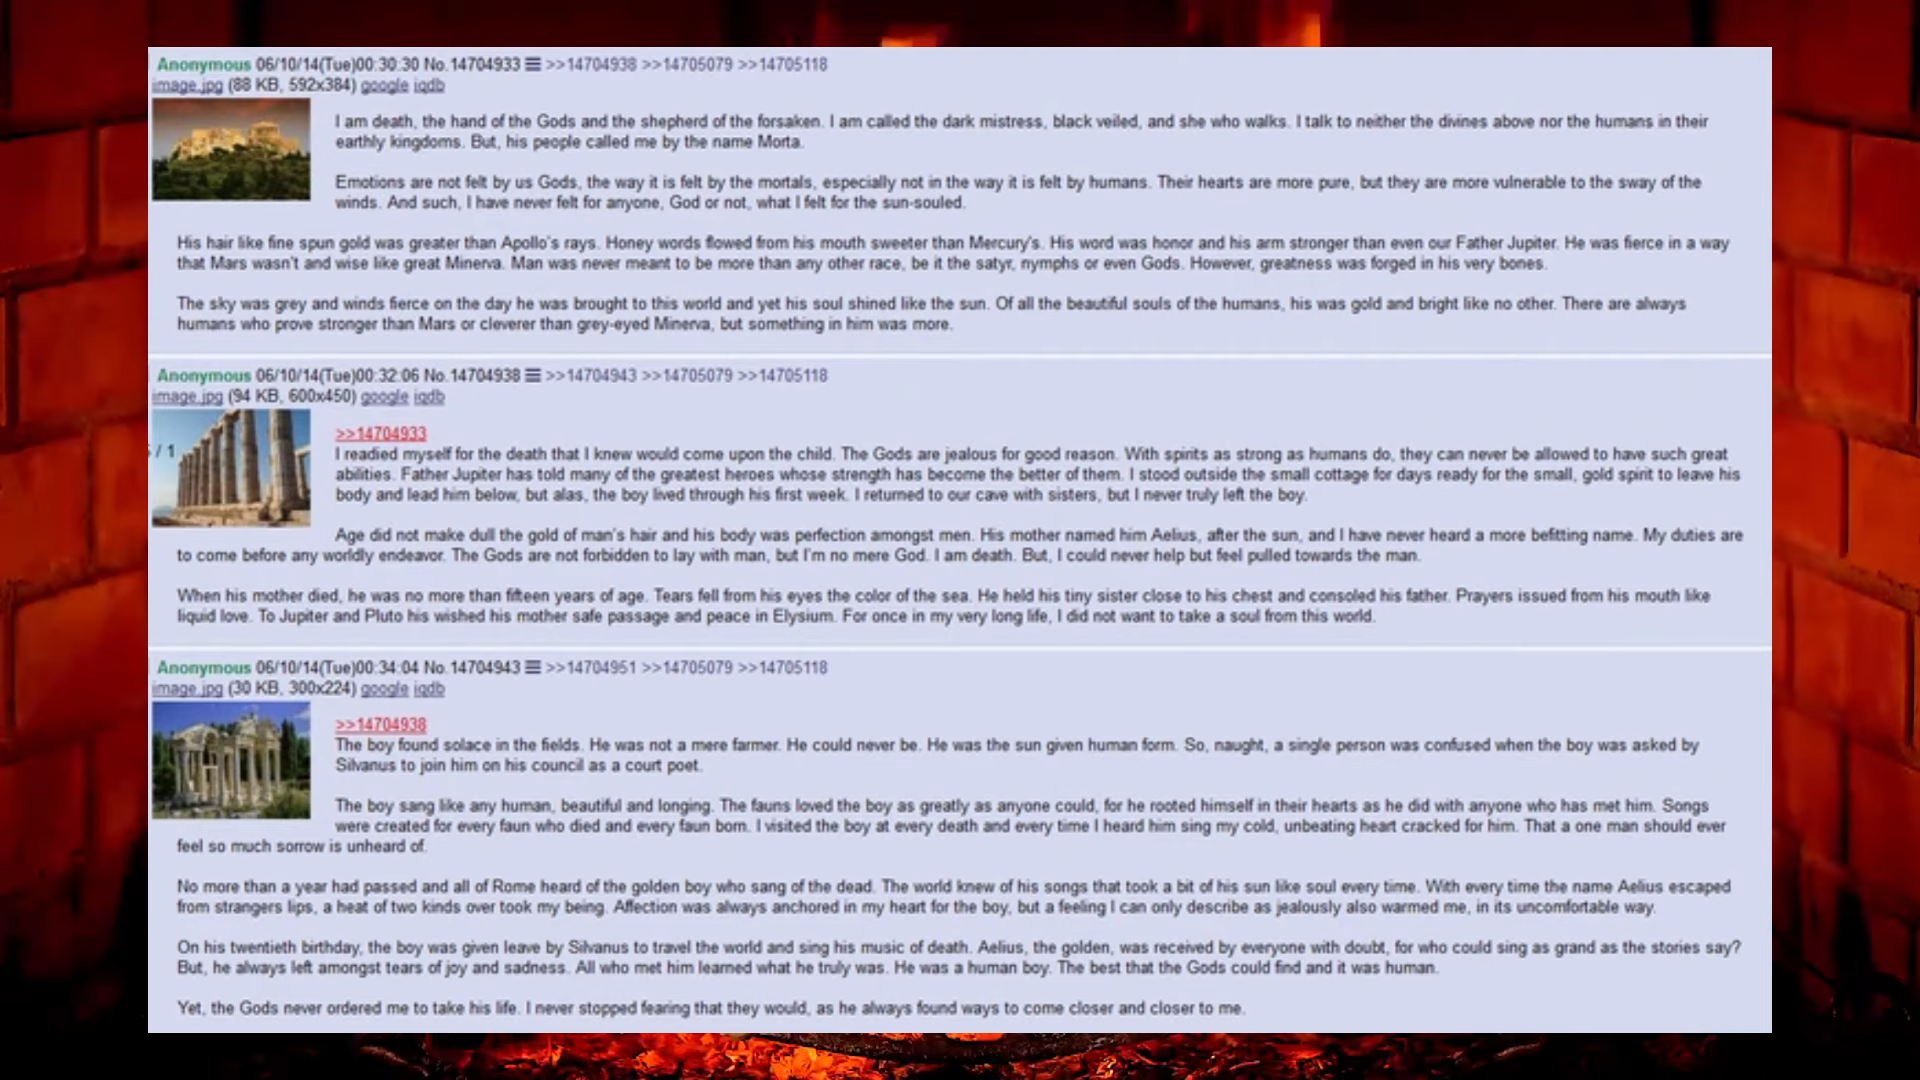 Anonymous 06/10/14(Tue)00:30:30 No.14704933 ☰ >>14704938 >>14705079 >>14705118
image.jpg (88 KB, 592x384) google iqdb
I am death, the hand of the Gods and the shepherd of the forsaken. I am called the dark mistress, black veiled, and she who walks. I talk to neither the divines above nor the humans in their
earthly kingdoms. But, his people called me by the name Morta.
Emotions are not felt by us Gods, the way it is felt by the mortals, especially not in the way it is felt by humans. Their hearts are more pure, but they are more vulnerable to the sway of the
winds. And such, I have never felt for anyone, God or not, what I felt for the sun-souled.
His hair like fine spun gold was greater than Apollo's rays. Honey words flowed from his mouth sweeter than Mercury's. His word was honor and his arm stronger than even our Father Jupiter. He was fierce in a way
that Mars wasn't and wise like great Minerva. Man was never meant to be more than any other race, be it the satyr, nymphs or even Gods. However, greatness was forged in his very bones.
The sky was grey and winds fierce on the day he was brought to this world and yet his soul shined like the sun. Of all the beautiful souls of the humans, his was gold and bright like no other. There are always
humans who prove stronger than Mars or cleverer than grey-eyed Minerva, but something in him was more.
Anonymous 06/10/14(Tue)00:32:06 No.14704938 ☰ >>14704943 >>14705079 >>14705118
image.jpg (94 KB, 600x450) google iqdb
>>14704933
/ 1
I readied myself for the death that I knew would come upon the child. The Gods are jealous for good reason. With spirits as strong as humans do, they can never be allowed to have such great
abilities. Father Jupiter has told many of the greatest heroes whose strength has become the better of them. I stood outside the small cottage for days ready for the small, gold spirit to leave his
body and lead him below, but alas, the boy lived through his first week. I returned to our cave with sisters, but I never truly left the boy.
Age did not make dull the gold of man's hair and his body was perfection amongst men. His mother named him Aelius, after the sun, and I have never heard a more befitting name. My duties are
to come before any worldly endeavor. The Gods are not forbidden to lay with man, but I'm no mere God. I am death. But, I could never help but feel pulled towards the man.
When his mother died, he was no more than fifteen years of age. Tears fell from his eyes the color of the sea. He held his tiny sister close to his chest and consoled his father. Prayers issued from his mouth like
liquid love. To Jupiter and Pluto his wished his mother safe passage and peace in Elysium. For once in my very long life, I did not want to take a soul from this world.
Anonymous 06/10/14(Tue)00:34:04 No.14704943 ☰ >>14704951 >>14705079 >>14705118
image.jpg (30 KB, 300x224) google iqdb
>>14704938
The boy found solace in the fields. He was not a mere farmer. He could never be. He was the sun given human form. So, naught, a single person was confused when the boy was asked by
Silvanus to join him on his council as a court poet.
The boy sang like any human, beautiful and longing. The fauns loved the boy as greatly as anyone could, for he rooted himself in their hearts as he did with anyone who has met him. Songs
were created for every faun who died and every faun born. I visited the boy at every death and every time I heard him sing my cold, unbeating heart cracked for him. That a one man should ever
feel so much sorrow is unheard of.
No more than a year had passed and all of Rome heard of the golden boy who sang of the dead. The world knew of his songs that took a bit of his sun like soul every time. With every time the name Aelius escaped
from strangers lips, a heat of two kinds over took my being. Affection was always anchored in my heart for the boy, but a feeling I can only describe as jealously also warmed me, in its uncomfortable way.
On his twentieth birthday, the boy was given leave by Silvanus to travel the world and sing his music of death. Aelius, the golden, was received by everyone with doubt, for who could sing as grand as the stories say?
But, he always left amongst tears of joy and sadness. All who met him learned what he truly was. He was a human boy. The best that the Gods could find and it was human.
Yet, the Gods never ordered me to take his life. I never stopped fearing that they would, as he always found ways to come closer and closer to me.